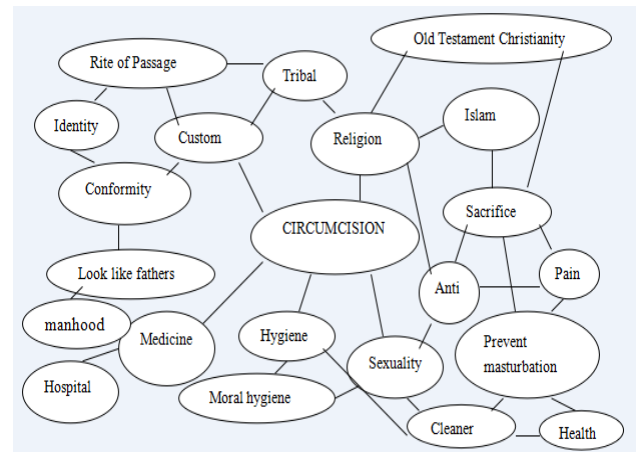 Old Testament Christianity
Rite of Passage
Tribal
Islam
Identity
Custom
Religion
Conformity
Sacrifice
CIRCUMCISION
Look like fathers
Anti
Pain
manhood
Medicine
Hygiene
Sexuality
Prevent
masturbation
Hospital
Moral hygiene
Cleaner
Health